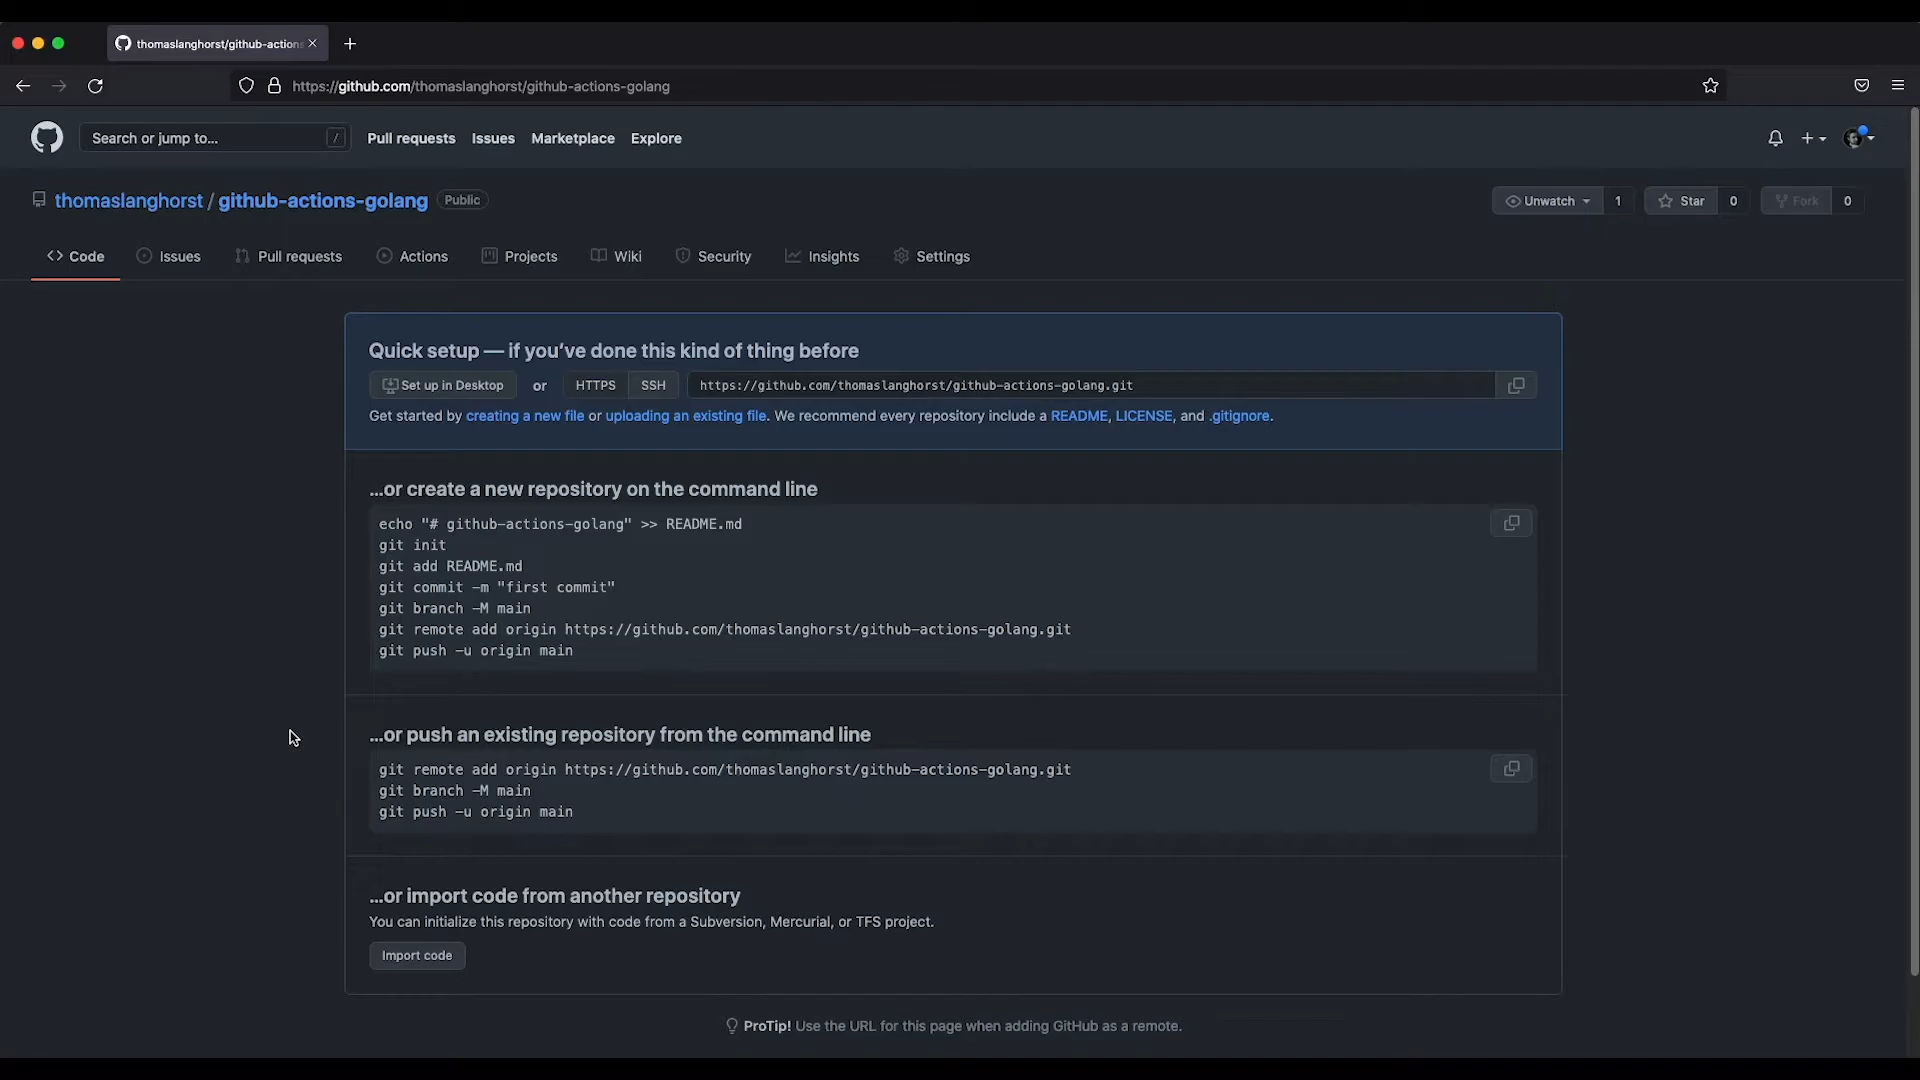 thomaslanghorst/github-actions
https://github.com/thomaslanghorst/github-actions-golang
Search or jump to... / Pull requests Issues Marketplace Explore
thomaslanghorst / github-actions-golang Public Unwatch 1 Star 0 Fork 0
Code Issues Pull requests Actions Projects Wiki Security Insights Settings
Quick setup — if you’ve done this kind of thing before
Set up in Desktop or HTTPS SSH https://github.com/thomaslanghorst/github-actions-golang.git
Get started by creating a new file or uploading an existing file. We recommend every repository include a README, LICENSE, and .gitignore.
…or create a new repository on the command line
echo "# github-actions-golang" >> README.md
git init
git add README.md
git commit -m "first commit"
git branch -M main
git remote add origin https://github.com/thomaslanghorst/github-actions-golang.git
git push -u origin main
…or push an existing repository from the command line
git remote add origin https://github.com/thomaslanghorst/github-actions-golang.git
git branch -M main
git push -u origin main
…or import code from another repository
You can initialize this repository with code from a Subversion, Mercurial, or TFS project.
Import code
ProTip! Use the URL for this page when adding GitHub as a remote.